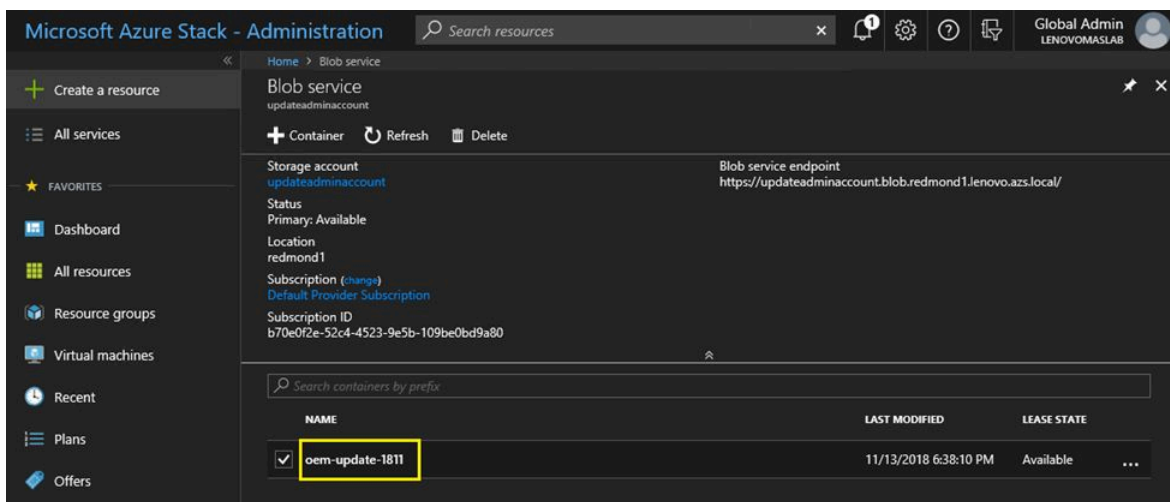 Microsoft Azure Stack - Administration
Search resources
1
Global Admin
LENOVOMASLAB
Create a resource
All services
FAVORITES
Dashboard
All resources
Resource groups
Virtual machines
Recent
Plans
Offers
Home > Blob service
Blob service
updateadminaccount
Container
Refresh
Delete
Storage account
updateadminaccount
Status
Primary: Available
Location
redmond1
Subscription (change)
Default Provider Subscription
Subscription ID
b70e0f2e-52c4-4523-9e5b-109be0bd9a80
Blob service endpoint
https://updateadminaccount.blob.redmond1.lenovo.azs.local/
Search containers by prefix
NAME LAST MODIFIED LEASE STATE
oem-update-1811 11/13/2018 6:38:10 PM Available